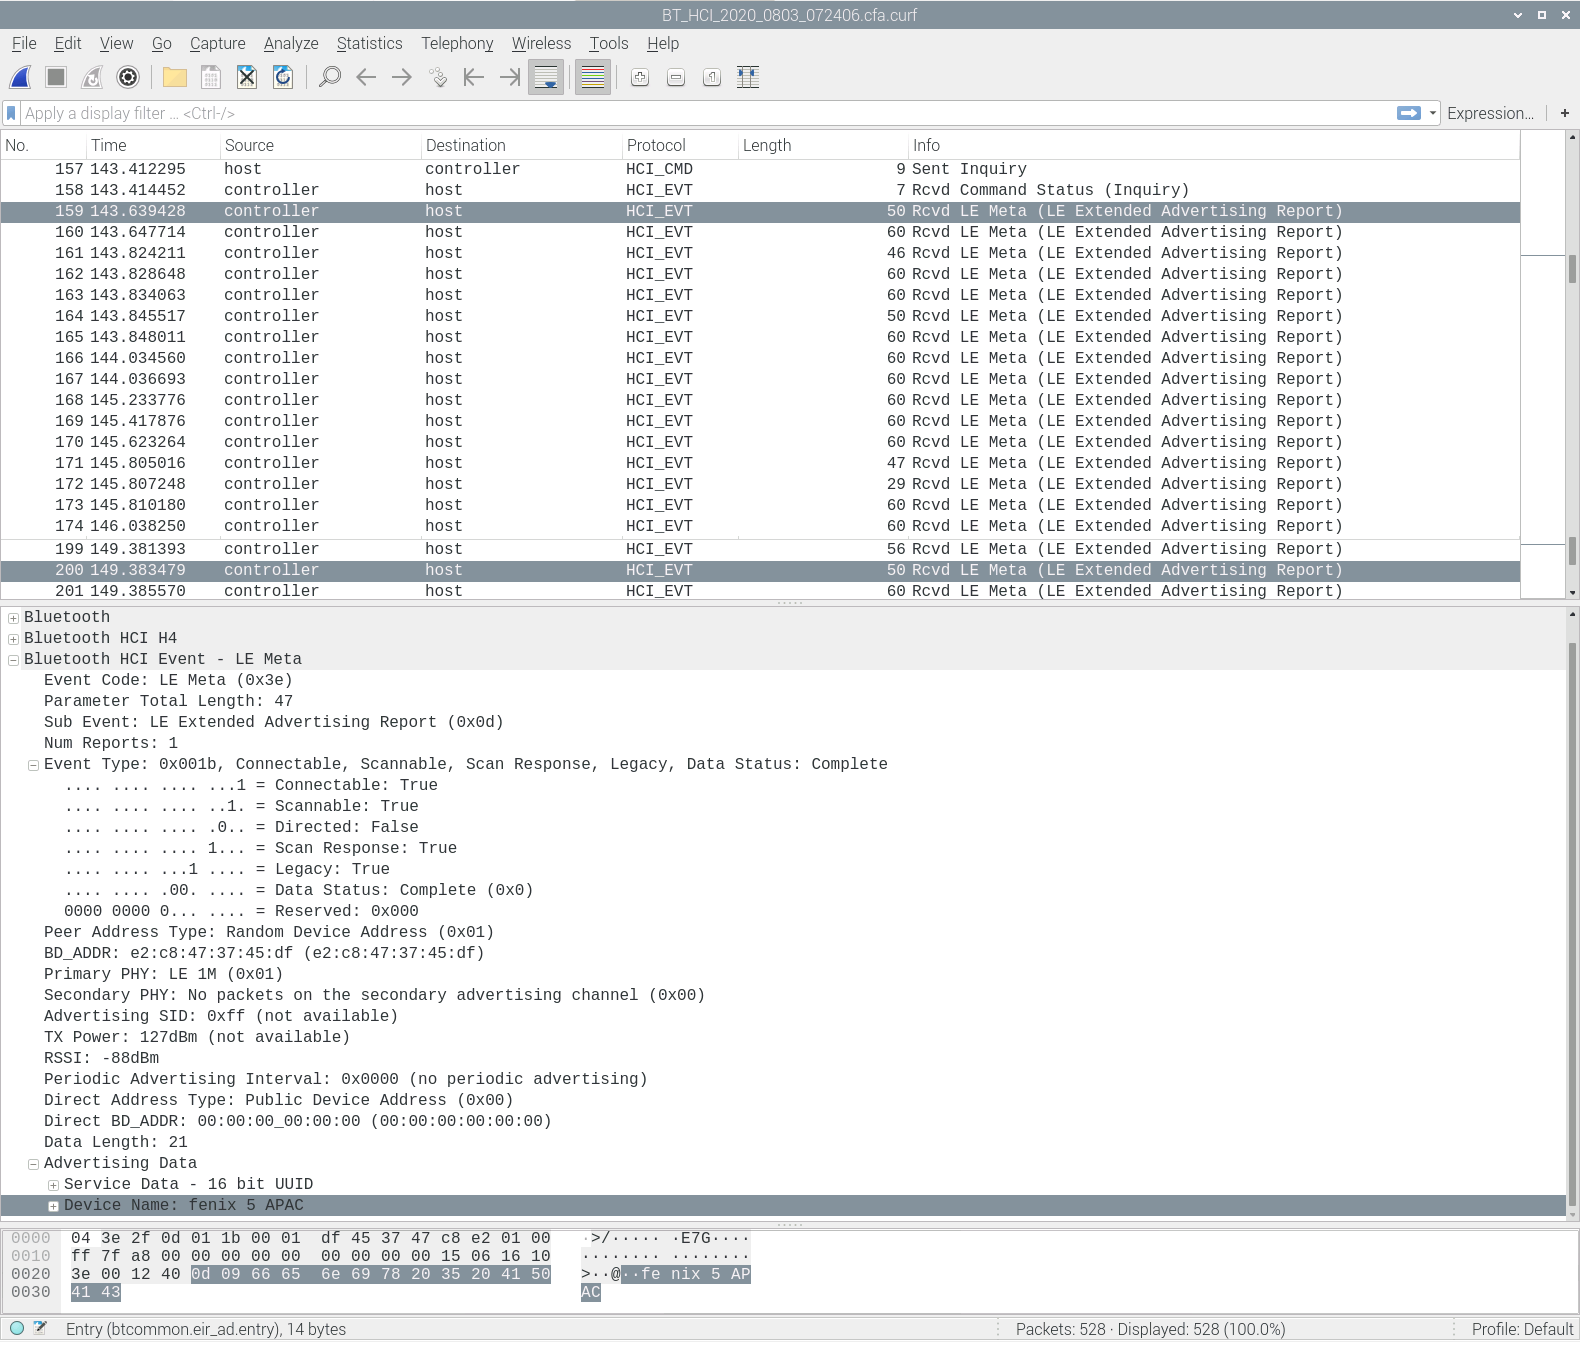 BT_HCI_2020_0803_072406.cfa.curf
File Edit View Go Capture Analyze Statistics Telephony Wireless Tools Help
Apply a display filter ... <Ctrl-/> Expression... +
No. Time Source Destination Protocol Length Info
157 143.412295 host controller HCI_CMD 9 Sent Inquiry
158 143.414452 controller host HCI_EVT 7 Rcvd Command Status (Inquiry)
159 143.639428 controller host HCI_EVT 50 Rcvd LE Meta (LE Extended Advertising Report)
160 143.647714 controller host HCI_EVT 60 Rcvd LE Meta (LE Extended Advertising Report)
161 143.824211 controller host HCI_EVT 46 Rcvd LE Meta (LE Extended Advertising Report)
162 143.828648 controller host HCI_EVT 60 Rcvd LE Meta (LE Extended Advertising Report)
163 143.834063 controller host HCI_EVT 60 Rcvd LE Meta (LE Extended Advertising Report)
164 143.845517 controller host HCI_EVT 50 Rcvd LE Meta (LE Extended Advertising Report)
165 143.848011 controller host HCI_EVT 60 Rcvd LE Meta (LE Extended Advertising Report)
166 144.034560 controller host HCI_EVT 60 Rcvd LE Meta (LE Extended Advertising Report)
167 144.036693 controller host HCI_EVT 60 Rcvd LE Meta (LE Extended Advertising Report)
168 145.233776 controller host HCI_EVT 60 Rcvd LE Meta (LE Extended Advertising Report)
169 145.417876 controller host HCI_EVT 60 Rcvd LE Meta (LE Extended Advertising Report)
170 145.623264 controller host HCI_EVT 60 Rcvd LE Meta (LE Extended Advertising Report)
171 145.805016 controller host HCI_EVT 47 Rcvd LE Meta (LE Extended Advertising Report)
172 145.807248 controller host HCI_EVT 29 Rcvd LE Meta (LE Extended Advertising Report)
173 145.810180 controller host HCI_EVT 60 Rcvd LE Meta (LE Extended Advertising Report)
174 146.038250 controller host HCI_EVT 60 Rcvd LE Meta (LE Extended Advertising Report)
199 149.381393 controller host HCI_EVT 56 Rcvd LE Meta (LE Extended Advertising Report)
200 149.383479 controller host HCI_EVT 50 Rcvd LE Meta (LE Extended Advertising Report)
201 149.385570 controller host HCI_EVT 60 Rcvd LE Meta (LE Extended Advertising Report)
Bluetooth
Bluetooth HCI H4
Bluetooth HCI Event - LE Meta
Event Code: LE Meta (0x3e)
Parameter Total Length: 47
Sub Event: LE Extended Advertising Report (0x0d)
Num Reports: 1
Event Type: 0x001b, Connectable, Scannable, Scan Response, Legacy, Data Status: Complete
.... .... .... ...1 = Connectable: True
.... .... .... ..1. = Scannable: True
.... .... .... .0.. = Directed: False
.... .... .... 1... = Scan Response: True
.... .... ...1 .... = Legacy: True
.... .... .00. .... = Data Status: Complete (0x0)
0000 0000 0... .... = Reserved: 0x000
Peer Address Type: Random Device Address (0x01)
BD_ADDR: e2:c8:47:37:45:df (e2:c8:47:37:45:df)
Primary PHY: LE 1M (0x01)
Secondary PHY: No packets on the secondary advertising channel (0x00)
Advertising SID: 0xff (not available)
TX Power: 127dBm (not available)
RSSI: -88dBm
Periodic Advertising Interval: 0x0000 (no periodic advertising)
Direct Address Type: Public Device Address (0x00)
Direct BD_ADDR: 00:00:00_00:00:00 (00:00:00:00:00:00)
Data Length: 21
Advertising Data
Service Data - 16 bit UUID
Device Name: fenix 5 APAC
0000 04 3e 2f 0d 01 1b 00 01 df 45 37 47 c8 e2 01 00 ·>/····· ·E7G····
0010 ff 7f a8 00 00 00 00 00 00 00 00 00 15 06 16 10 ········ ········
0020 3e 00 12 40 0d 09 66 65 6e 69 78 20 35 20 41 50 >··@··fe nix 5 AP
0030 41 43 AC
Entry (btcommon.eir_ad.entry), 14 bytes Packets: 528 · Displayed: 528 (100.0%) Profile: Default